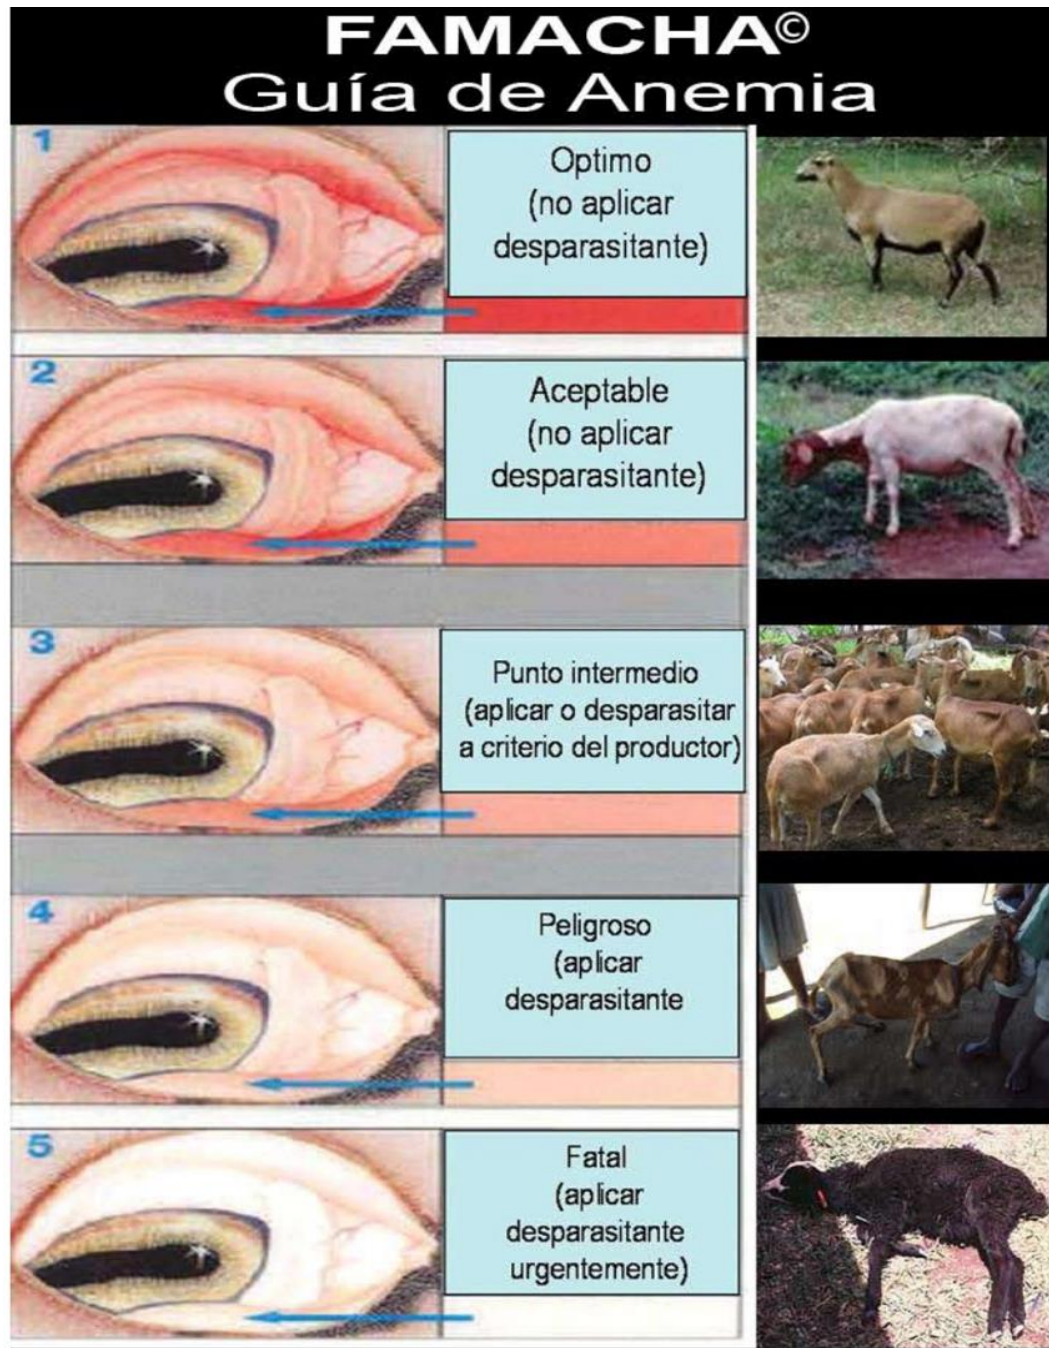 FAMACHA©
Guía de Anemia
1
Optimo
(no aplicar
desparasitante)
2
Aceptable
(no aplicar
desparasitante)
3
Punto intermedio
(aplicar o desparasitar
a criterio del productor)
4
Peligroso
(aplicar
desparasitante
5
Fatal
(aplicar
desparasitante
urgentemente)